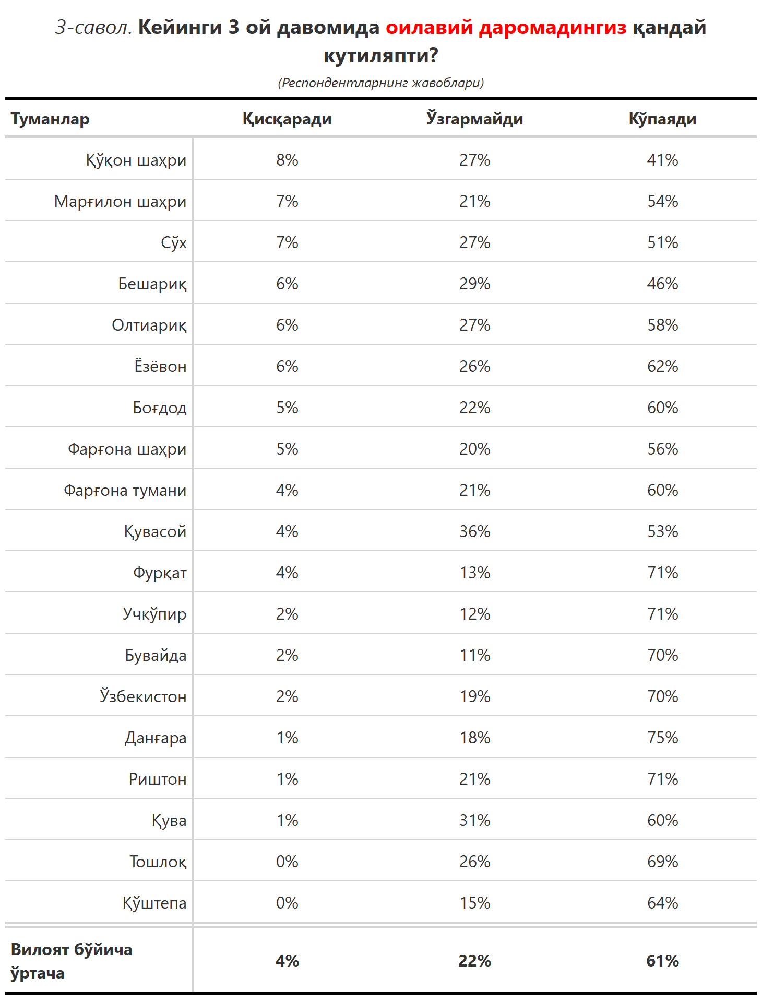 3-савол. Кейинги 3 ой давомида оилавий даромадингиз қандай
кутиляпти?
(Респондентларнинг жавоблари)
Туманлар Қисқаради Ўзгармайди Кўпаяди
Қўқон шаҳри 8% 27% 41%
Марғилон шаҳри 7% 21% 54%
Сўх 7% 27% 51%
Бешариқ 6% 29% 46%
Олтиариқ 6% 27% 58%
Ёзёвон 6% 26% 62%
Боғдод 5% 22% 60%
Фарғона шаҳри 5% 20% 56%
Фарғона тумани 4% 21% 60%
Қувасой 4% 36% 53%
Фурқат 4% 13% 71%
Учкўпир 2% 12% 71%
Бувайда 2% 11% 70%
Ўзбекистон 2% 19% 70%
Данғара 1% 18% 75%
Риштон 1% 21% 71%
Қува 1% 31% 60%
Тошлоқ 0% 26% 69%
Қўштепа 0% 15% 64%
Вилоят бўйича
ўртача 4% 22% 61%